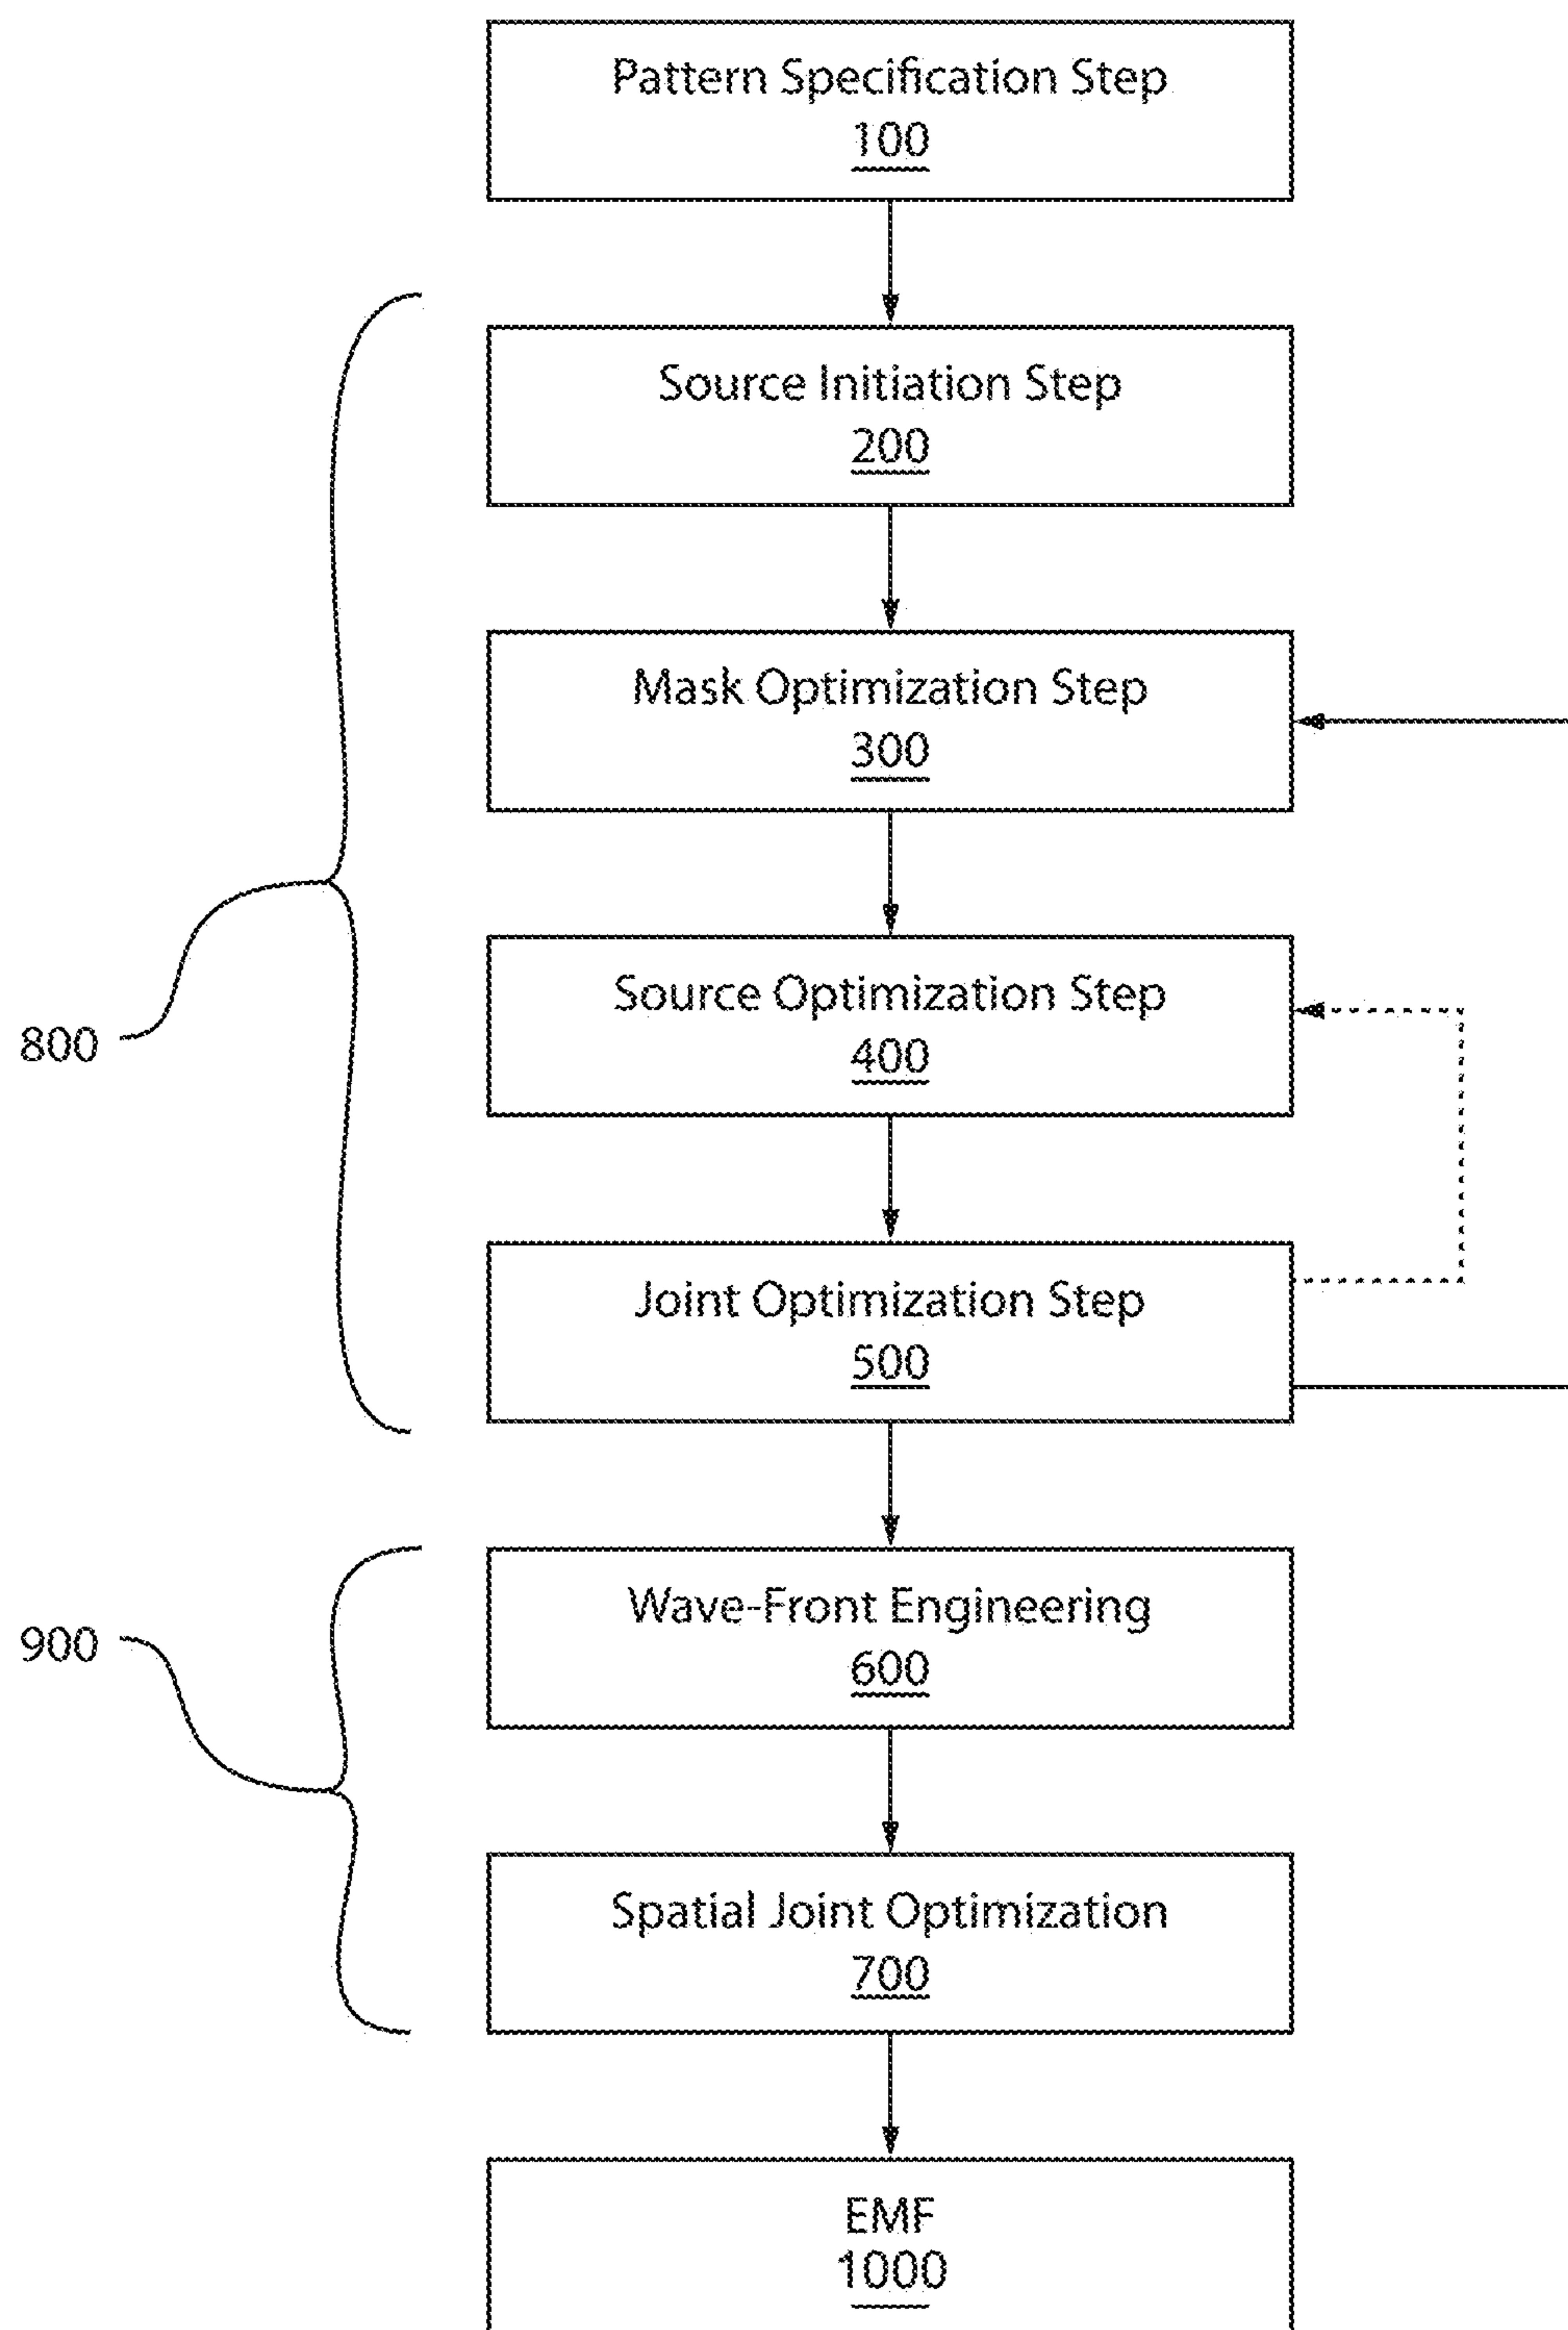 Pattern Specification Step
100
Source Initiation Step
200
Mask Optimization Step
300
Source Optimization Step
400
800
Joint Optimization Step
500
Wave-Front Engineering
600
900
Spatial Joint Optimization
700
EMF
1000